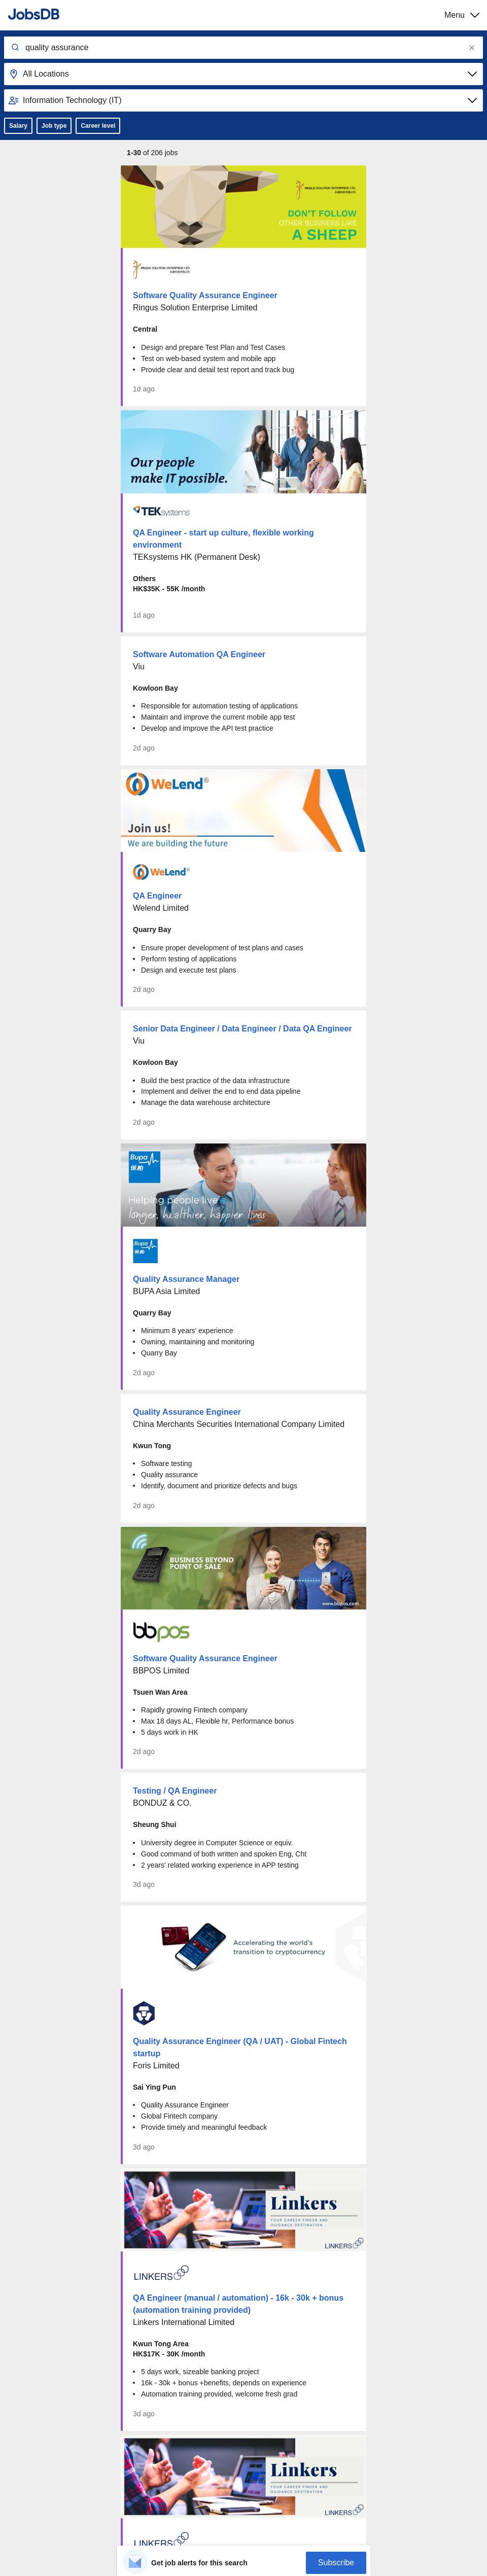 JobsDB
Menu
quality assurance
All Locations
Information Technology (IT)
Salary
Job type
Career level
1-30 of 206 jobs
RINGUS SOLUTION ENTERPRISE LTD.
DON'T FOLLOW
OTHER BUSINESS LIKE
A SHEEP
RINGUS SOLUTION ENTERPRISE LTD.
Software Quality Assurance Engineer
Ringus Solution Enterprise Limited
Central
• Design and prepare Test Plan and Test Cases
• Test on web-based system and mobile app
• Provide clear and detail test report and track bug
1d ago
Our people
make IT possible.
TEKsystems
QA Engineer - start up culture, flexible working
environment
TEKsystems HK (Permanent Desk)
Others
HK$35K - 55K /month
1d ago
Software Automation QA Engineer
Viu
Kowloon Bay
• Responsible for automation testing of applications
• Maintain and improve the current mobile app test
• Develop and improve the API test practice
2d ago
WeLend®
Join us!
We are building the future
WeLend®
QA Engineer
Welend Limited
Quarry Bay
• Ensure proper development of test plans and cases
• Perform testing of applications
• Design and execute test plans
2d ago
Senior Data Engineer / Data Engineer / Data QA Engineer
Viu
Kowloon Bay
• Build the best practice of the data infrastructure
• Implement and deliver the end to end data pipeline
• Manage the data warehouse architecture
2d ago
Bupa
保柏
Helping people live
longer, healthier, happier lives
Bupa
保柏
Quality Assurance Manager
BUPA Asia Limited
Quarry Bay
• Minimum 8 years' experience
• Owning, maintaining and monitoring
• Quarry Bay
2d ago
Quality Assurance Engineer
China Merchants Securities International Company Limited
Kwun Tong
• Software testing
• Quality assurance
• Identify, document and prioritize defects and bugs
2d ago
BUSINESS BEYOND
POINT OF SALE
www.bbpos.com
bbpos
Software Quality Assurance Engineer
BBPOS Limited
Tsuen Wan Area
• Rapidly growing Fintech company
• Max 18 days AL, Flexible hr, Performance bonus
• 5 days work in HK
2d ago
Testing / QA Engineer
BONDUZ & CO.
Sheung Shui
• University degree in Computer Science or equiv.
• Good command of both written and spoken Eng, Cht
• 2 years' related working experience in APP testing
3d ago
Accelerating the world's
transition to cryptocurrency
Quality Assurance Engineer (QA / UAT) - Global Fintech
startup
Foris Limited
Sai Ying Pun
• Quality Assurance Engineer
• Global Fintech company
• Provide timely and meaningful feedback
3d ago
Linkers
YOUR CAREER FINDER AND
GUIDANCE DESTINATION
LINKERS
LINKERS
QA Engineer (manual / automation) - 16k - 30k + bonus
(automation training provided)
Linkers International Limited
Kwun Tong Area
HK$17K - 30K /month
• 5 days work, sizeable banking project
• 16k - 30k + bonus +benefits, depends on experience
• Automation training provided, welcome fresh grad
3d ago
Linkers
YOUR CAREER FINDER AND
GUIDANCE DESTINATION
LINKERS
LINKERS
Get job alerts for this search
Subscribe